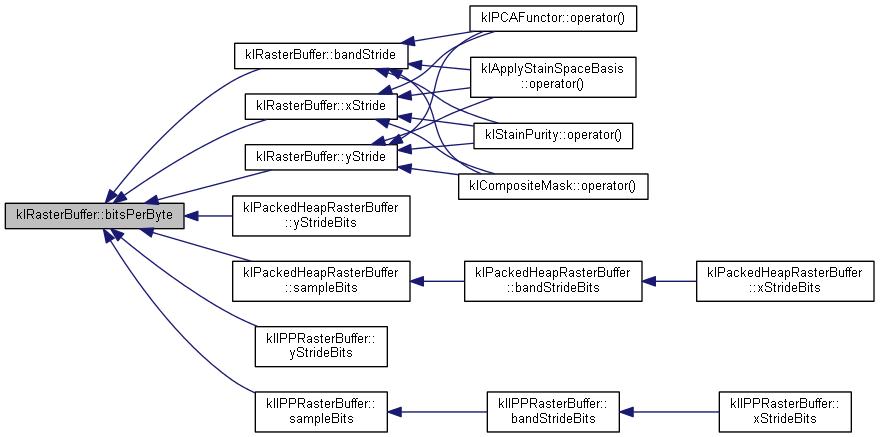 klRasterBuffer::bitsPerByte
klRasterBuffer::bandStride
klRasterBuffer::xStride
klRasterBuffer::yStride
klPackedHeapRasterBuffer
::yStrideBits
klPackedHeapRasterBuffer
::sampleBits
klIPPRasterBuffer::
yStrideBits
klIPPRasterBuffer::
sampleBits
klPCAFunctor::operator()
klApplyStainSpaceBasis
::operator()
klStainPurity::operator()
klCompositeMask::operator()
klPackedHeapRasterBuffer
::bandStrideBits
klIPPRasterBuffer::
bandStrideBits
klPackedHeapRasterBuffer
::xStrideBits
klIPPRasterBuffer::
xStrideBits